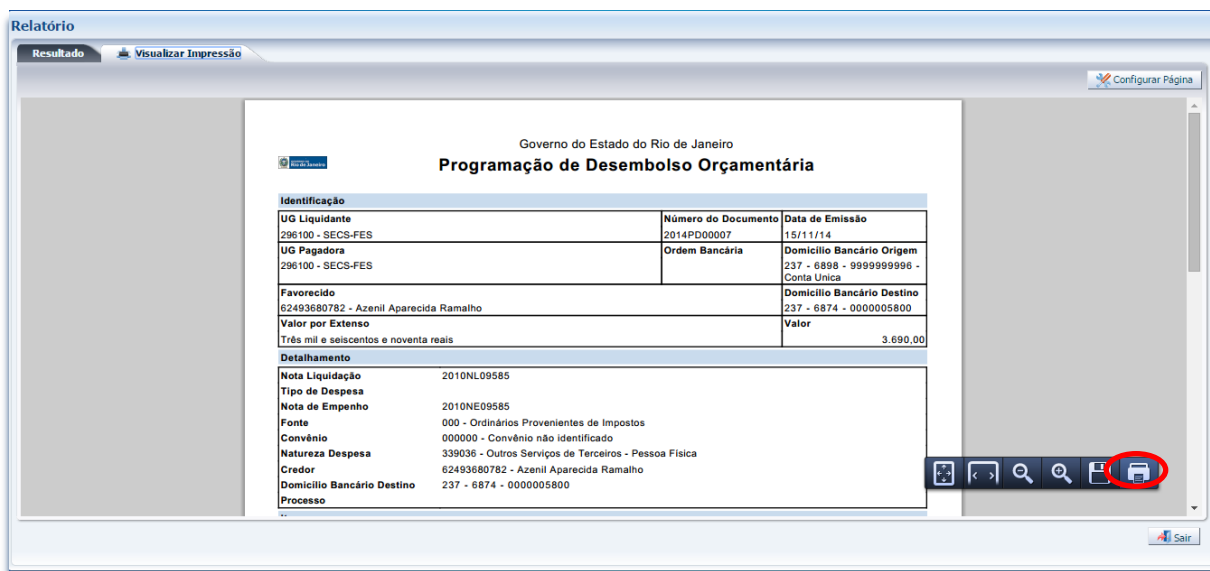 Relatório
Resultado Visualizar Impressão
Configurar Página
Governo do Estado do Rio de Janeiro
Rio de Janeiro
Programação de Desembolso Orçamentária
Identificação
UG Liquidante Número do Documento Data de Emissão
296100 - SECS-FES 2014PD00007 15/11/14
UG Pagadora Ordem Bancária Domicílio Bancário Origem
296100 - SECS-FES 237 - 6898 - 9999999996 -
Conta Unica
Favorecido Domicílio Bancário Destino
62493680782 - Azenil Aparecida Ramalho 237 - 6874 - 0000005800
Valor por Extenso Valor
Três mil e seiscentos e noventa reais 3.690,00
Detalhamento
Nota Liquidação 2010NL09585
Tipo de Despesa
Nota de Empenho 2010NE09585
Fonte 000 - Ordinários Provenientes de Impostos
Convênio 000000 - Convênio não identificado
Natureza Despesa 339036 - Outros Serviços de Terceiros - Pessoa Física
Credor 62493680782 - Azenil Aparecida Ramalho
Domicílio Bancário Destino 237 - 6874 - 0000005800
Processo
Sair